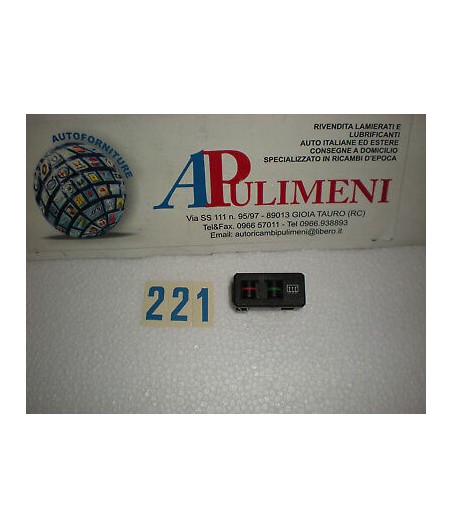 RIVENDITA LAMIERATI E
LUBRIFICANTI
AUTO ITALIANE ED ESTERE
CONSEGNE A DOMICILIO
SPECIALIZZATO IN RICAMBI D'EPOCA
AUTOFORNITURE
APULIMENI
Via SS 111 n. 95/97 - 89013 GIOIA TAURO (RC)
Tel&Fax. 0966 57011 - Tel 0966.938893
Email: autoricambipulimeni@libero.it
221